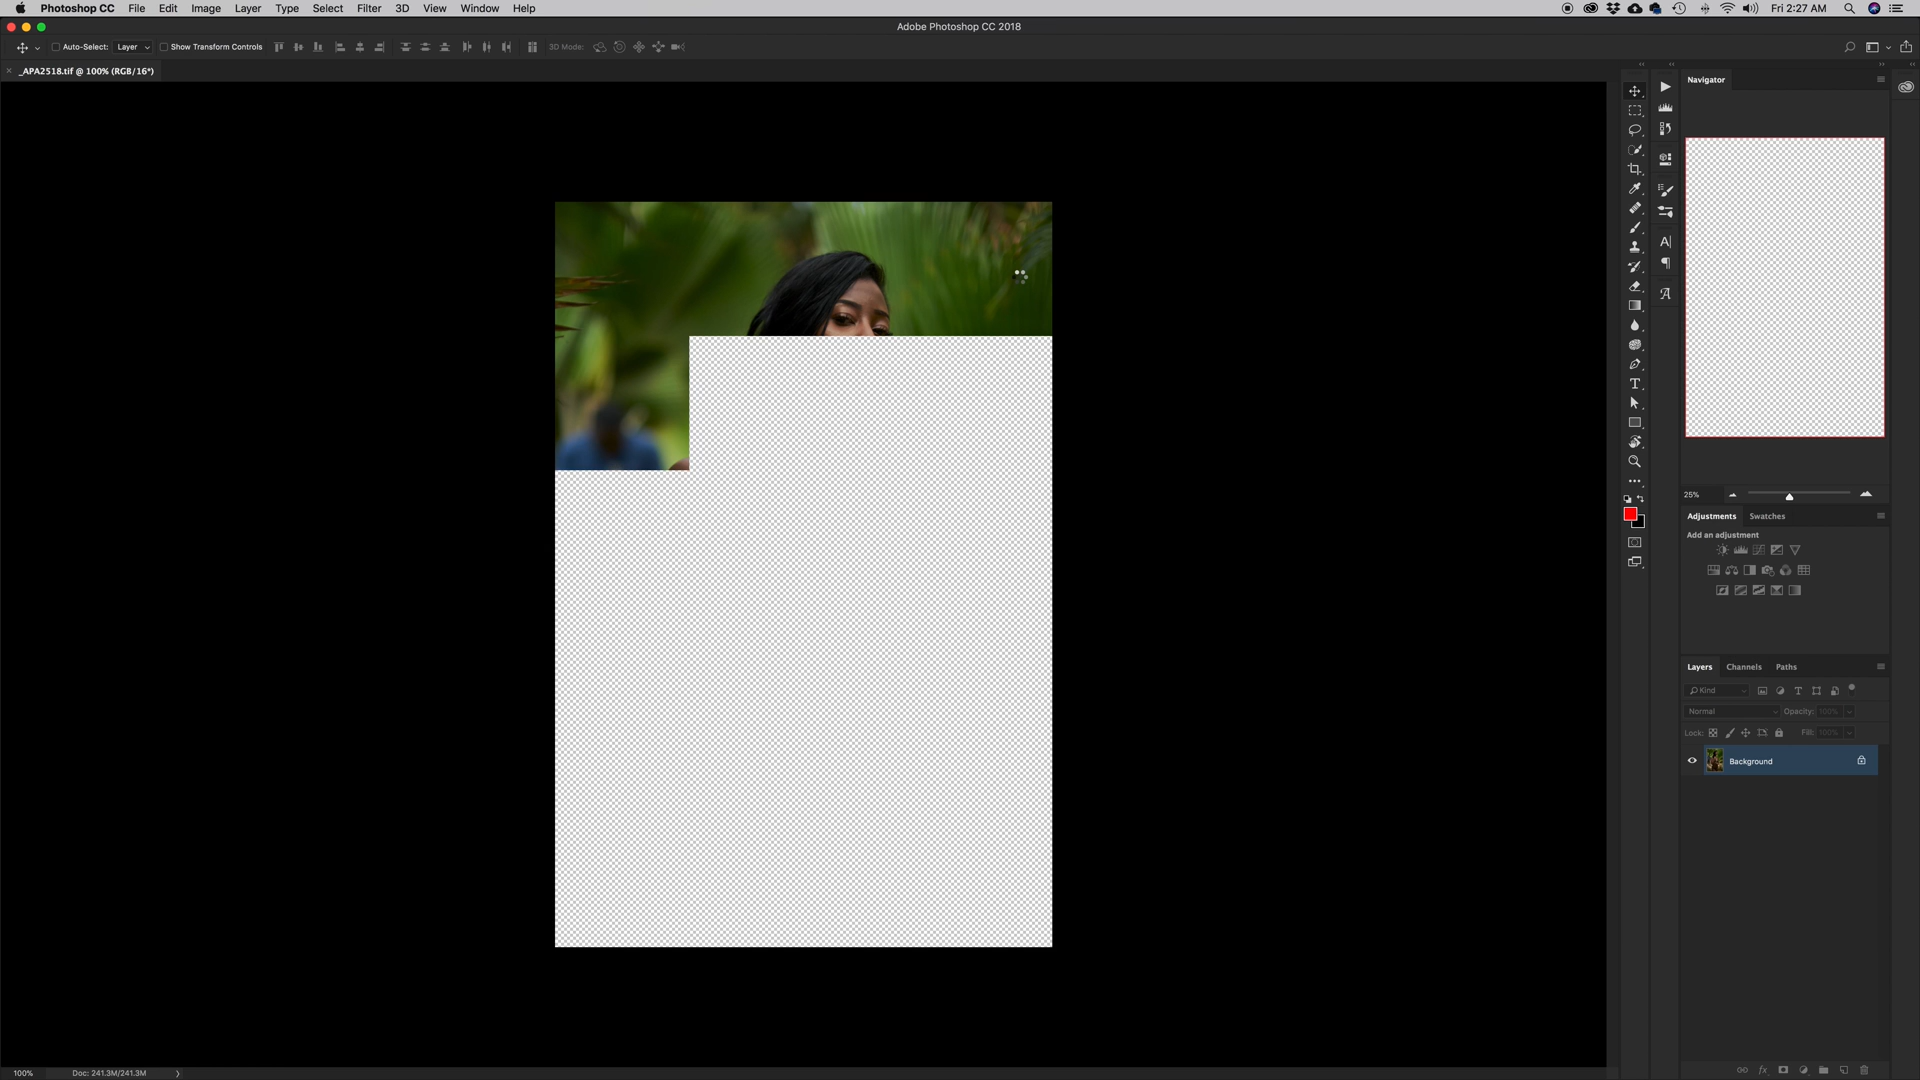 Photoshop CC File Edit Image Layer Type Select Filter 3D View Window Help Fri 2:27 AM
Adobe Photoshop CC 2018
Auto-Select: Layer Show Transform Controls 3D Mode:
_APA2518.tif @ 100% (RGB/16*)
Navigator
25%
Adjustments Swatches
Add an adjustment
Layers Channels Paths
Kind
Normal Opacity: 100%
Lock: Fill: 100%
Background
100% Doc: 241.3M/241.3M